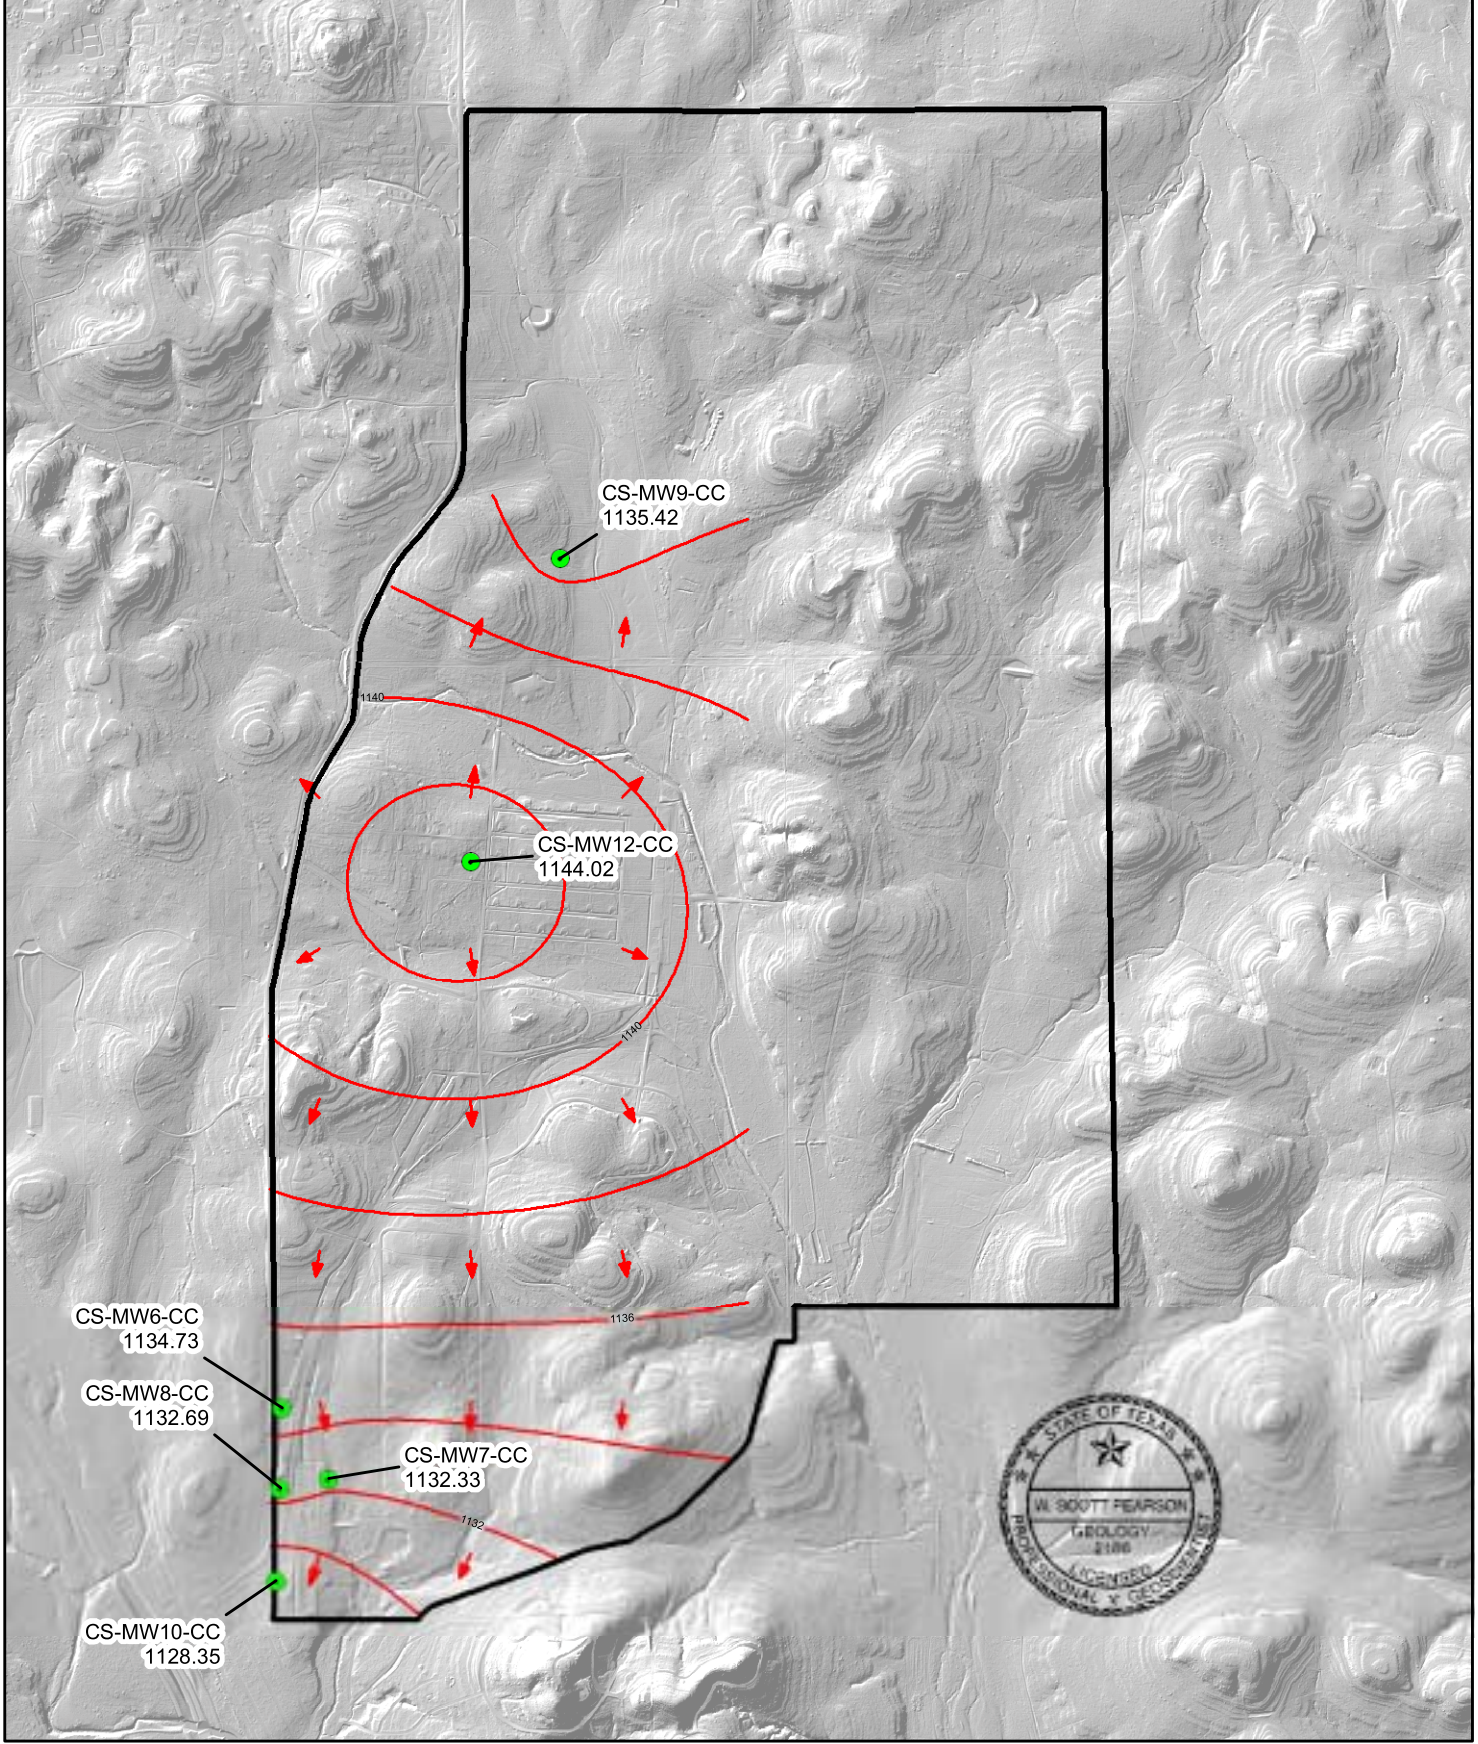 CS-MW9-CC
1135.42
1140
CS-MW12-CC
1144.02
1140
CS-MW6-CC
1134.73
1136
CS-MW8-CC
1132.69
CS-MW7-CC
1132.33
1132
CS-MW10-CC
1128.35
STATE OF TEXAS
W. SCOTT PEARSON
GEOLOGY
2186
LICENSED
PROFESSIONAL GEOSCIENTIST